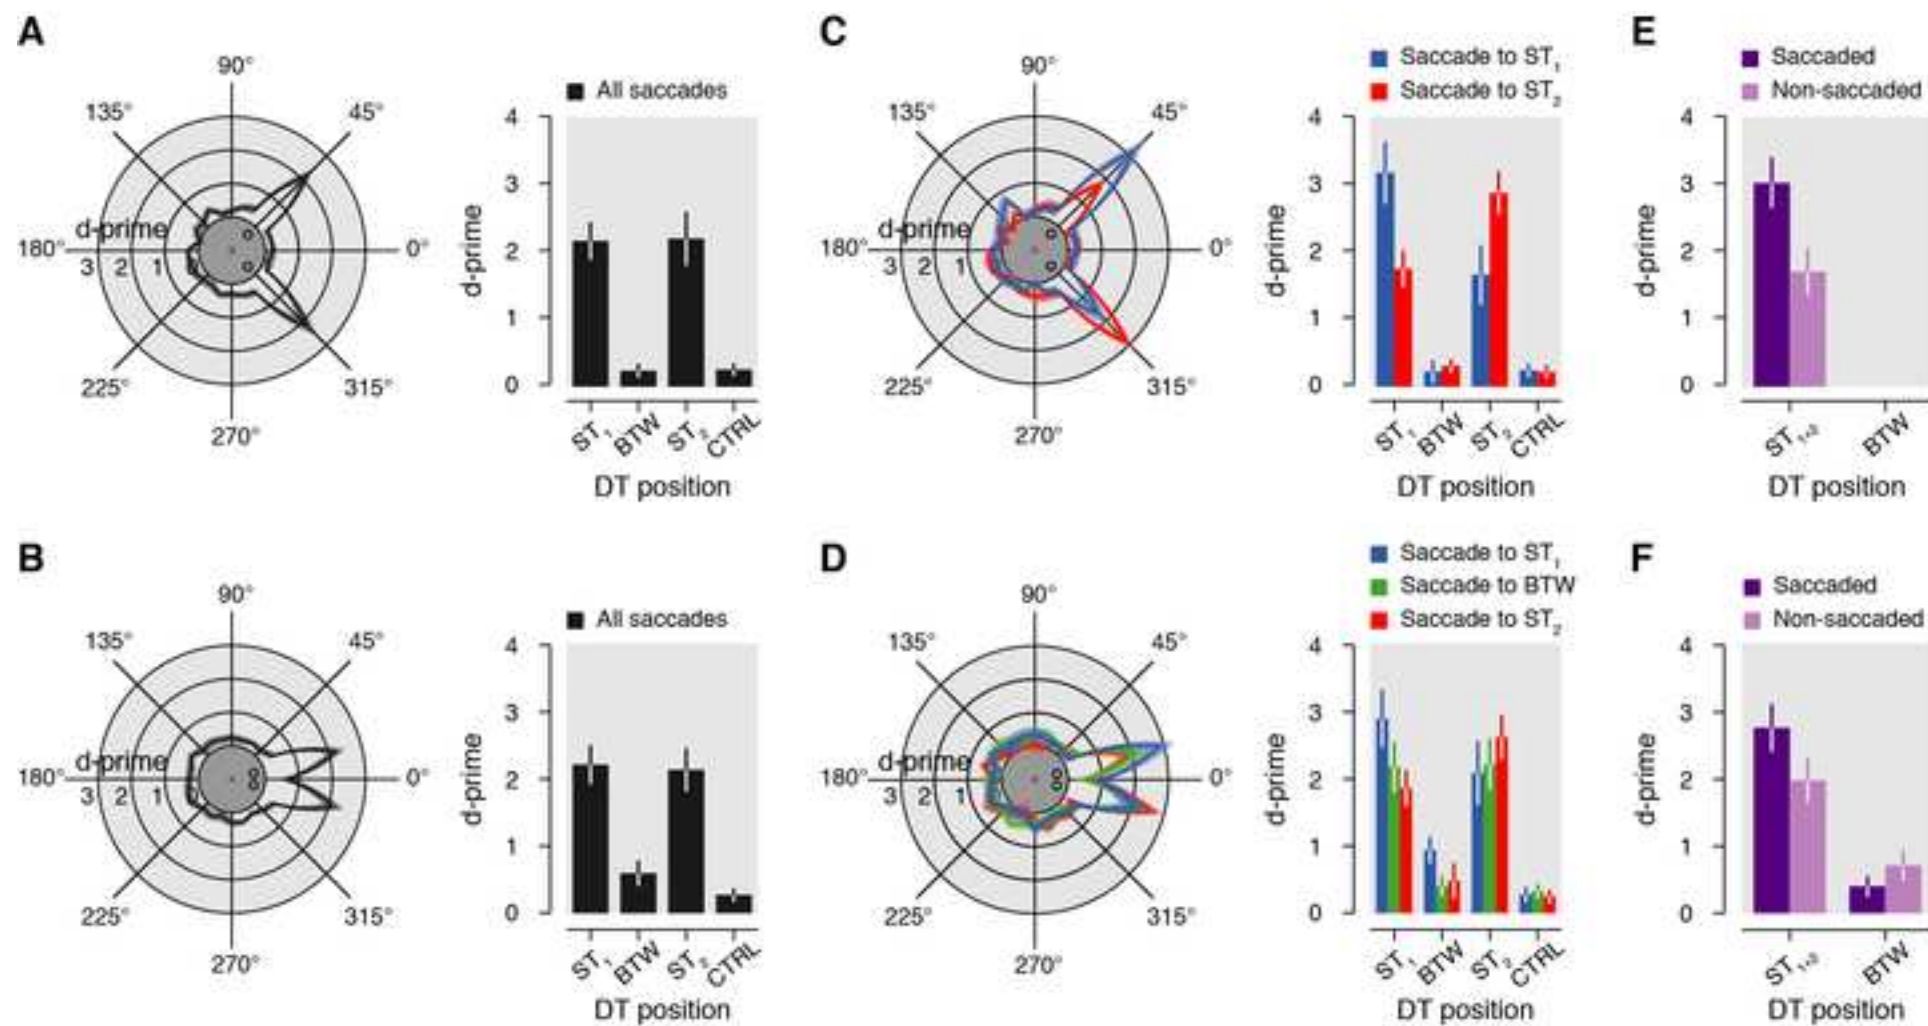 A
90°
135°
45°
d-prime
180°
0°
3 2 1
225°
315°
270°
All saccades
4
3
2
1
0
d-prime
ST₁
BTW
ST₂
CTRL
DT position
C
90°
135°
45°
d-prime
180°
0°
3 2 1
225°
315°
270°
Saccade to ST₁
Saccade to ST₂
4
3
2
1
0
d-prime
ST₁
BTW
ST₂
CTRL
DT position
E
Saccaded
Non-saccaded
4
3
2
1
0
d-prime
ST₁₊₂
BTW
DT position
B
90°
135°
45°
d-prime
180°
0°
3 2 1
225°
315°
270°
All saccades
4
3
2
1
0
d-prime
ST₁
BTW
ST₂
CTRL
DT position
D
90°
135°
45°
d-prime
180°
0°
3 2 1
225°
315°
270°
Saccade to ST₁
Saccade to BTW
Saccade to ST₂
4
3
2
1
0
d-prime
ST₁
BTW
ST₂
CTRL
DT position
F
Saccaded
Non-saccaded
4
3
2
1
0
d-prime
ST₁₊₂
BTW
DT position